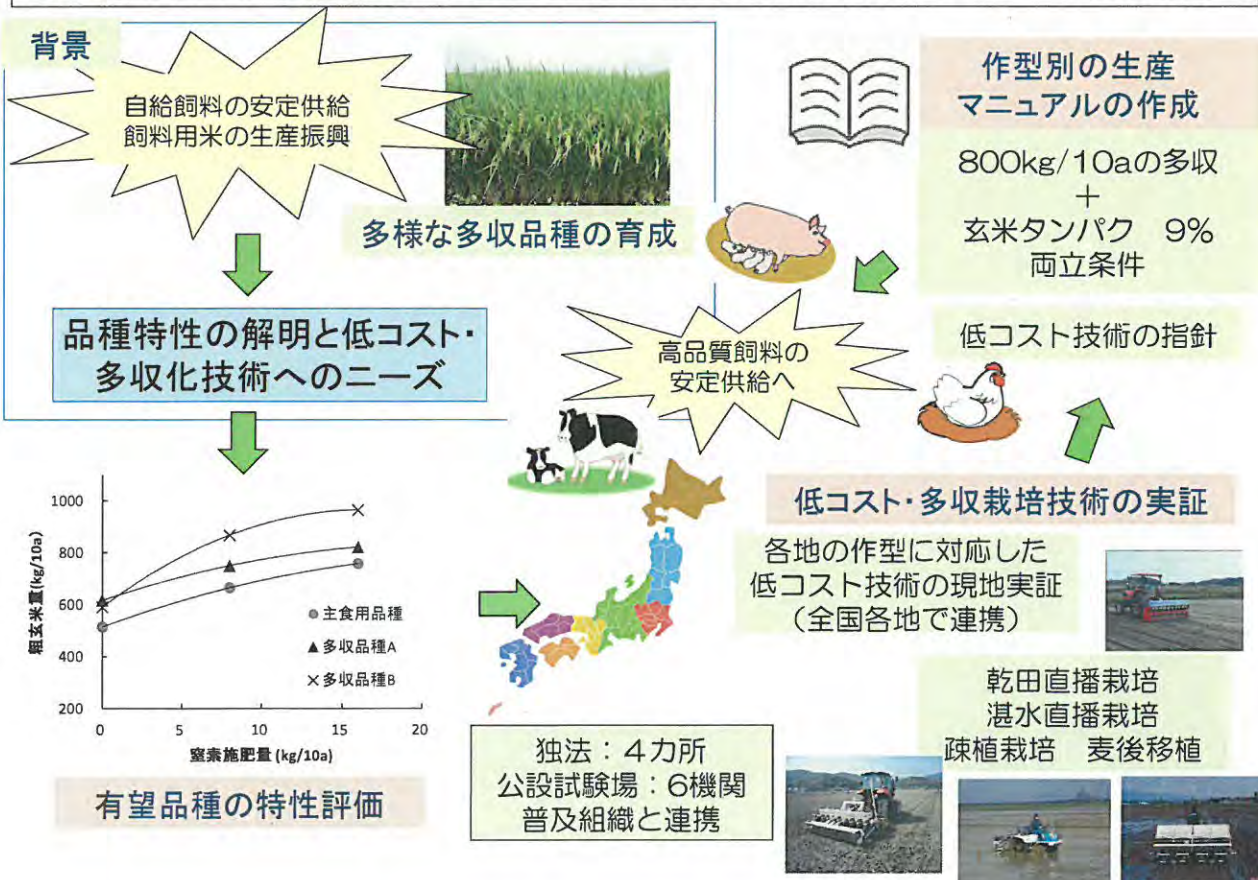 背景
自給飼料の安定供給
飼料用米の生産振興
多様な多収品種の育成
品種特性の解明と低コスト・
多収化技術へのニーズ
粗玄米量(kg/10a)
1000
800
600
400
200
0
5
10
15
20
窒素施肥量(kg/10a)
主食用品種
多収品種A
多収品種B
有望品種の特性評価
独法：4カ所
公設試験場：6機関
普及組織と連携
低コスト・多収栽培技術の実証
各地の作型に対応した
低コスト技術の現地実証
（全国各地で連携）
乾田直播栽培
湛水直播栽培
疎植栽培　麦後移植
低コスト技術の指針
作型別の生産
マニュアルの作成
800kg/10aの多収
＋
玄米タンパク　9%
両立条件
高品質飼料の
安定供給へ